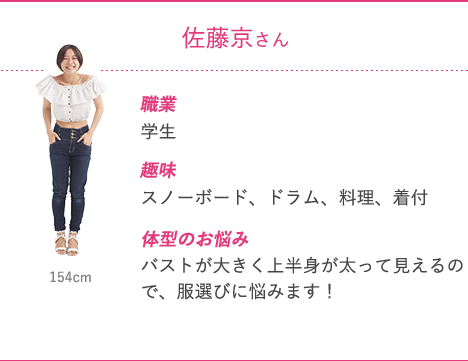 佐藤京さん
職業
学生
趣味
スノーボード、ドラム、料理、着付
体型のお悩み
バストが大きく上半身が太って見えるの
で、服選びに悩みます！
154cm